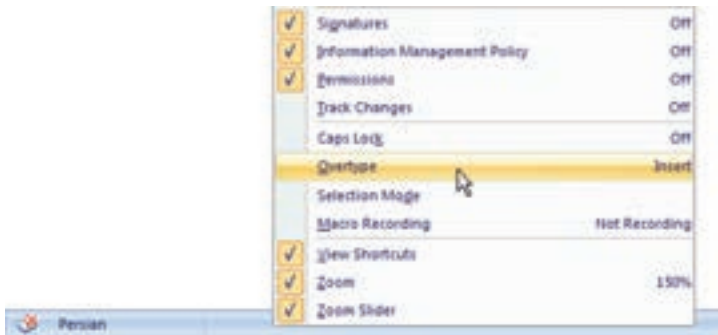 Signatures Off
Information Management Policy Off
Permissions Off
Track Changes Off
Caps Lock Off
Overtype Insert
Selection Mode
Macro Recording Not Recording
View Shortcuts
Zoom 150%
Zoom Slider
Persian